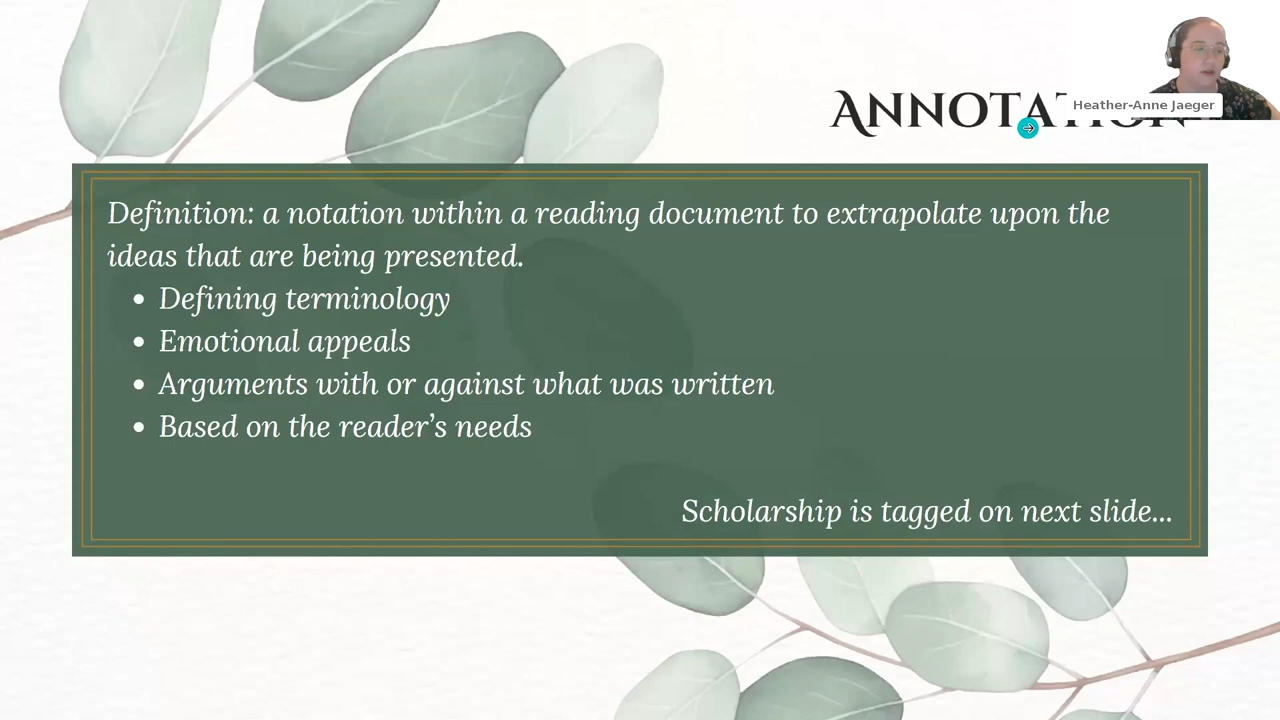 Heather-Anne Jaeger
Definition: a notation within a reading document to extrapolate upon the
ideas that are being presented.
• Defining terminology
• Emotional appeals
• Arguments with or against what was written
• Based on the reader’s needs
Scholarship is tagged on next slide...